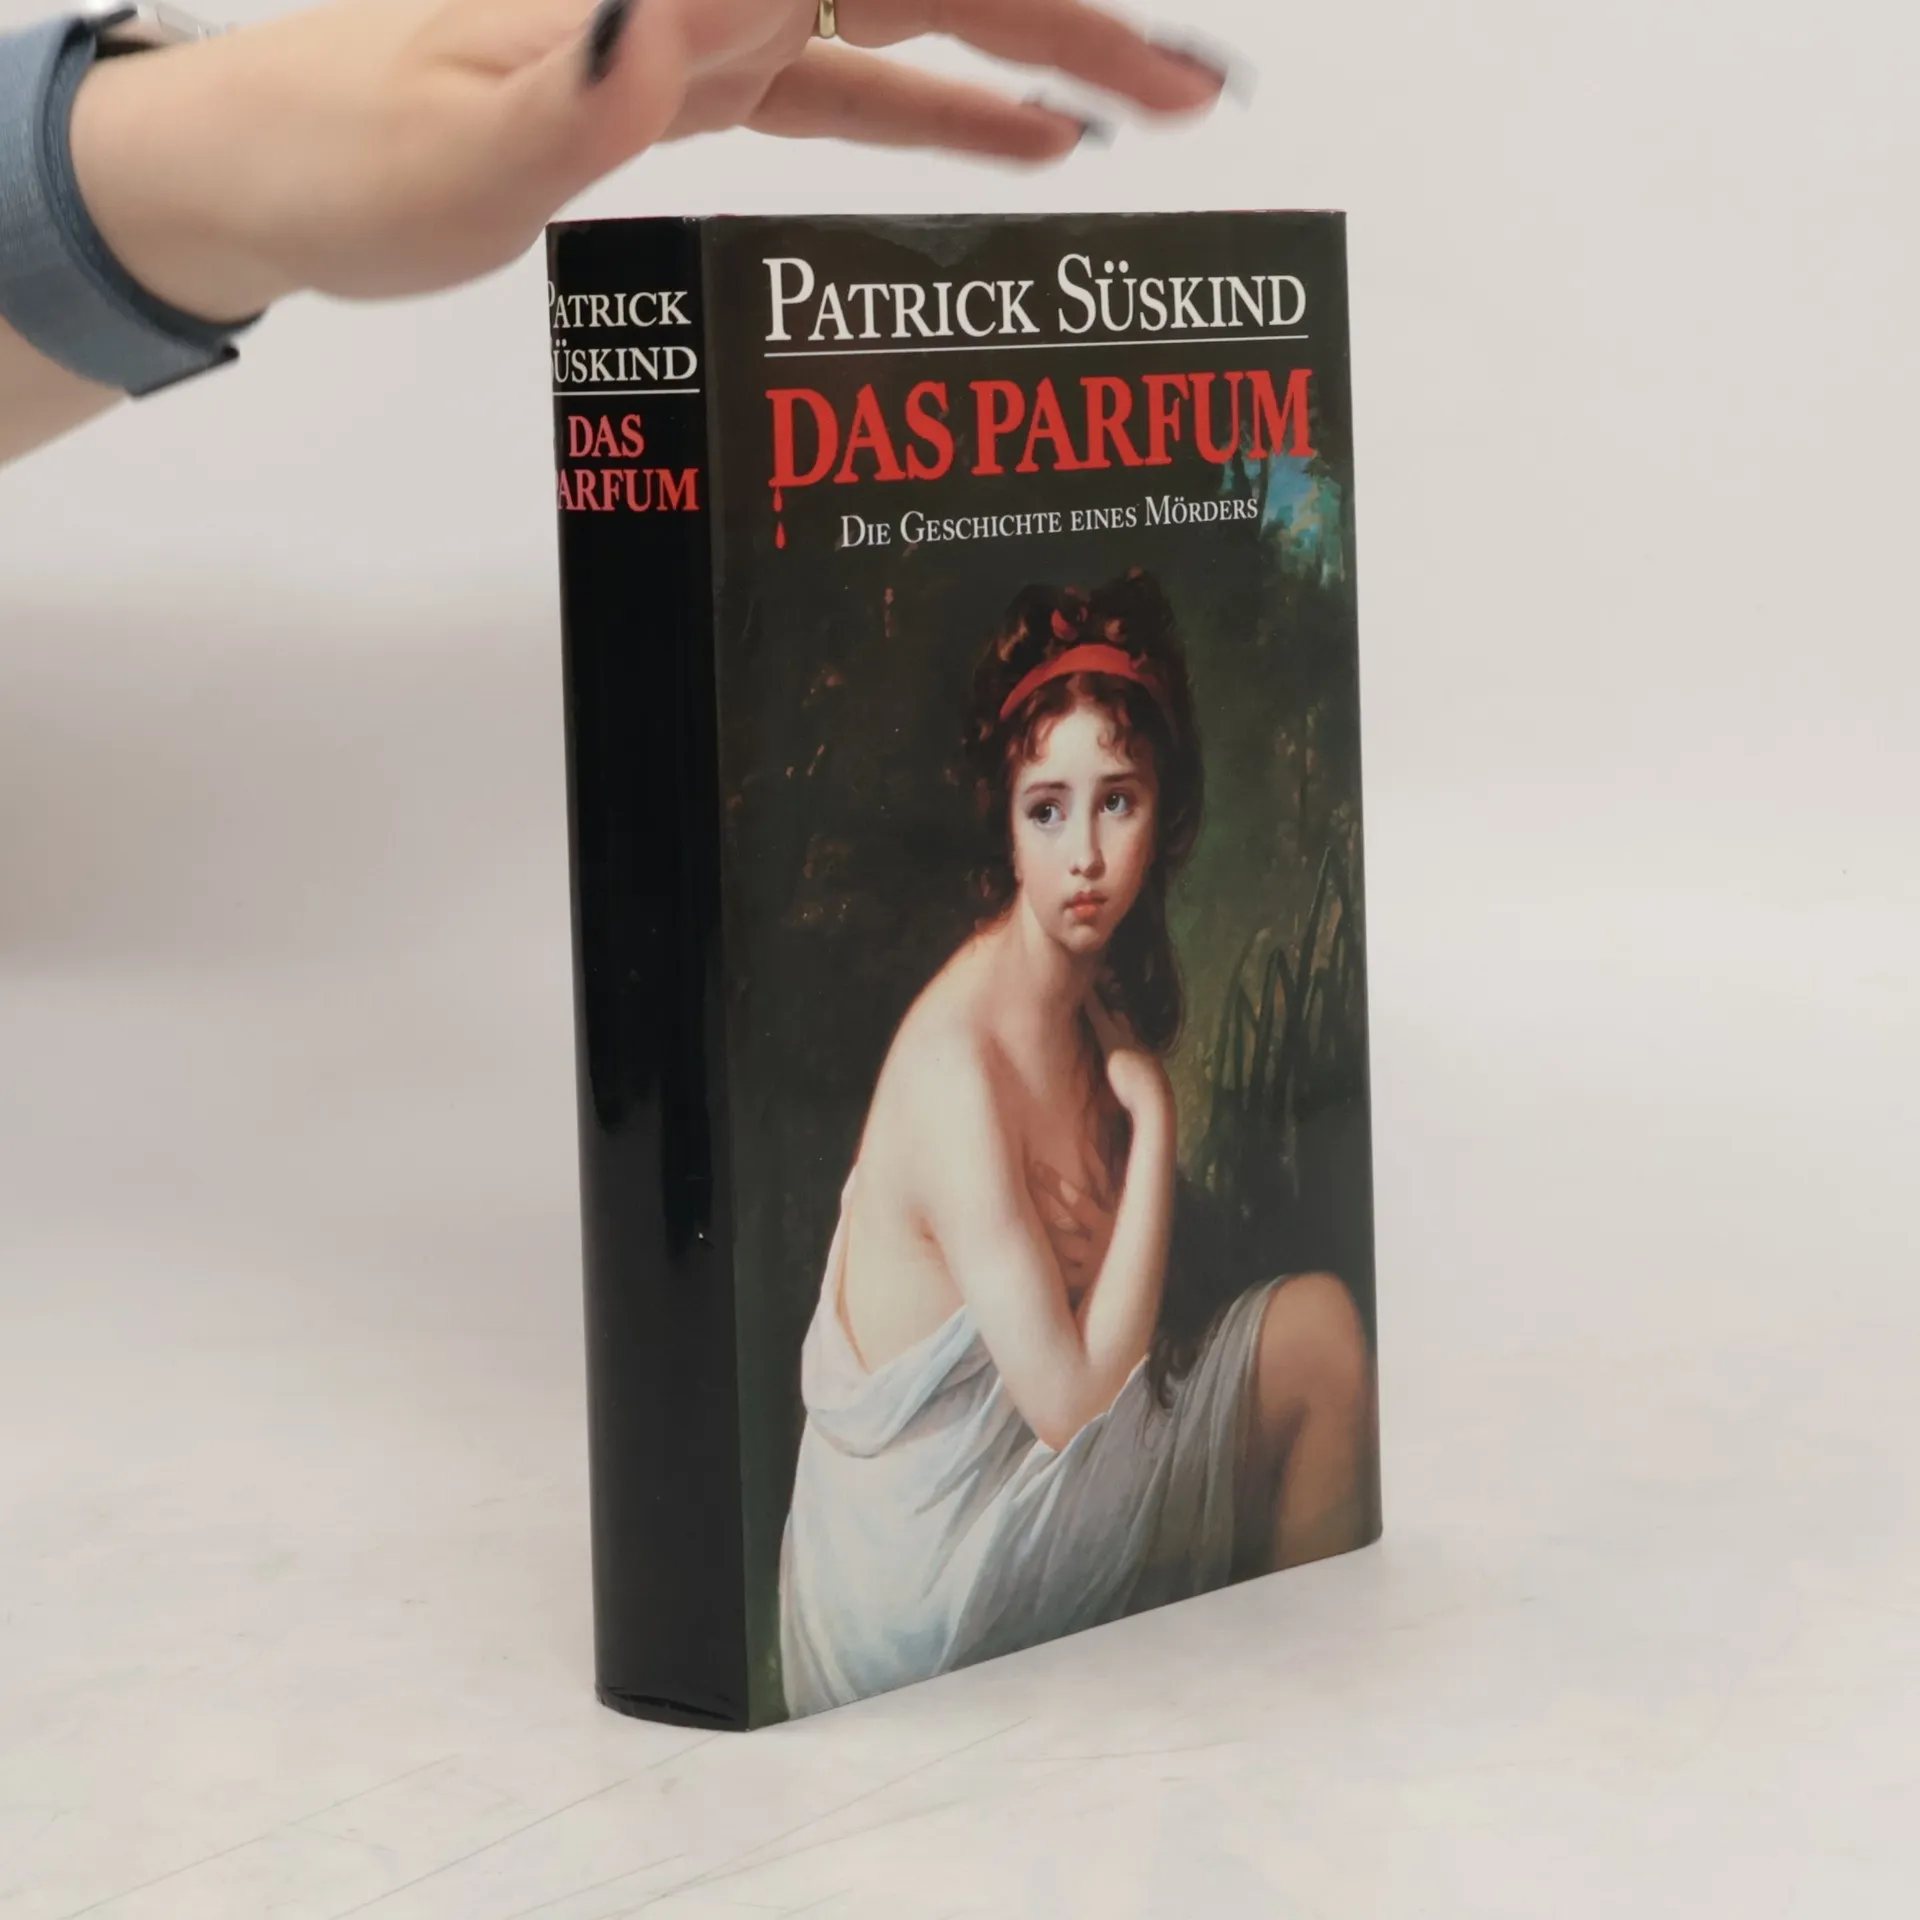 PATRICK
SÜSKIND
DAS
PARFUM
PATRICK SÜSKIND
DAS PARFUM
DIE GESCHICHTE EINES MÖRDERS